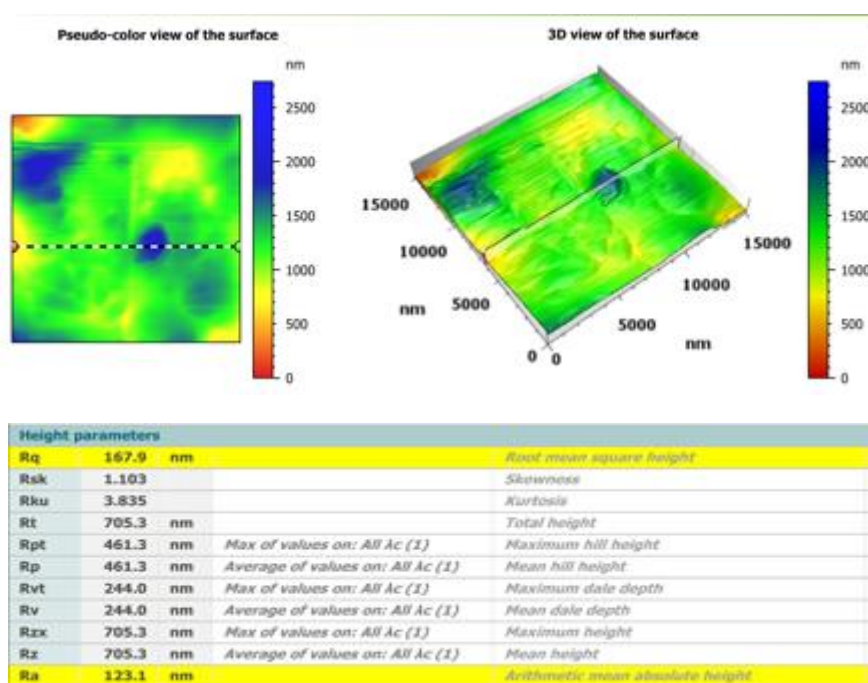 Pseudo-color view of the surface
3D view of the surface
nm
2500
2000
1500
1000
500
0
nm
2500
2000
1500
1000
500
0
15000
10000
nm
5000
0
0
5000
nm
10000
15000
Height parameters
Rq 167.9 nm Root mean square height
Rsk 1.103 Skewness
Rku 3.835 Kurtosis
Rt 705.3 nm Total height
Rpt 461.3 nm Max of values on: All λc (1) Maximum hill height
Rp 461.3 nm Average of values on: All λc (1) Mean hill height
Rvt 244.0 nm Max of values on: All λc (1) Maximum dale depth
Rv 244.0 nm Average of values on: All λc (1) Mean dale depth
Rzx 705.3 nm Max of values on: All λc (1) Maximum height
Rz 705.3 nm Average of values on: All λc (1) Mean height
Ra 123.1 nm Arithmetic mean absolute height